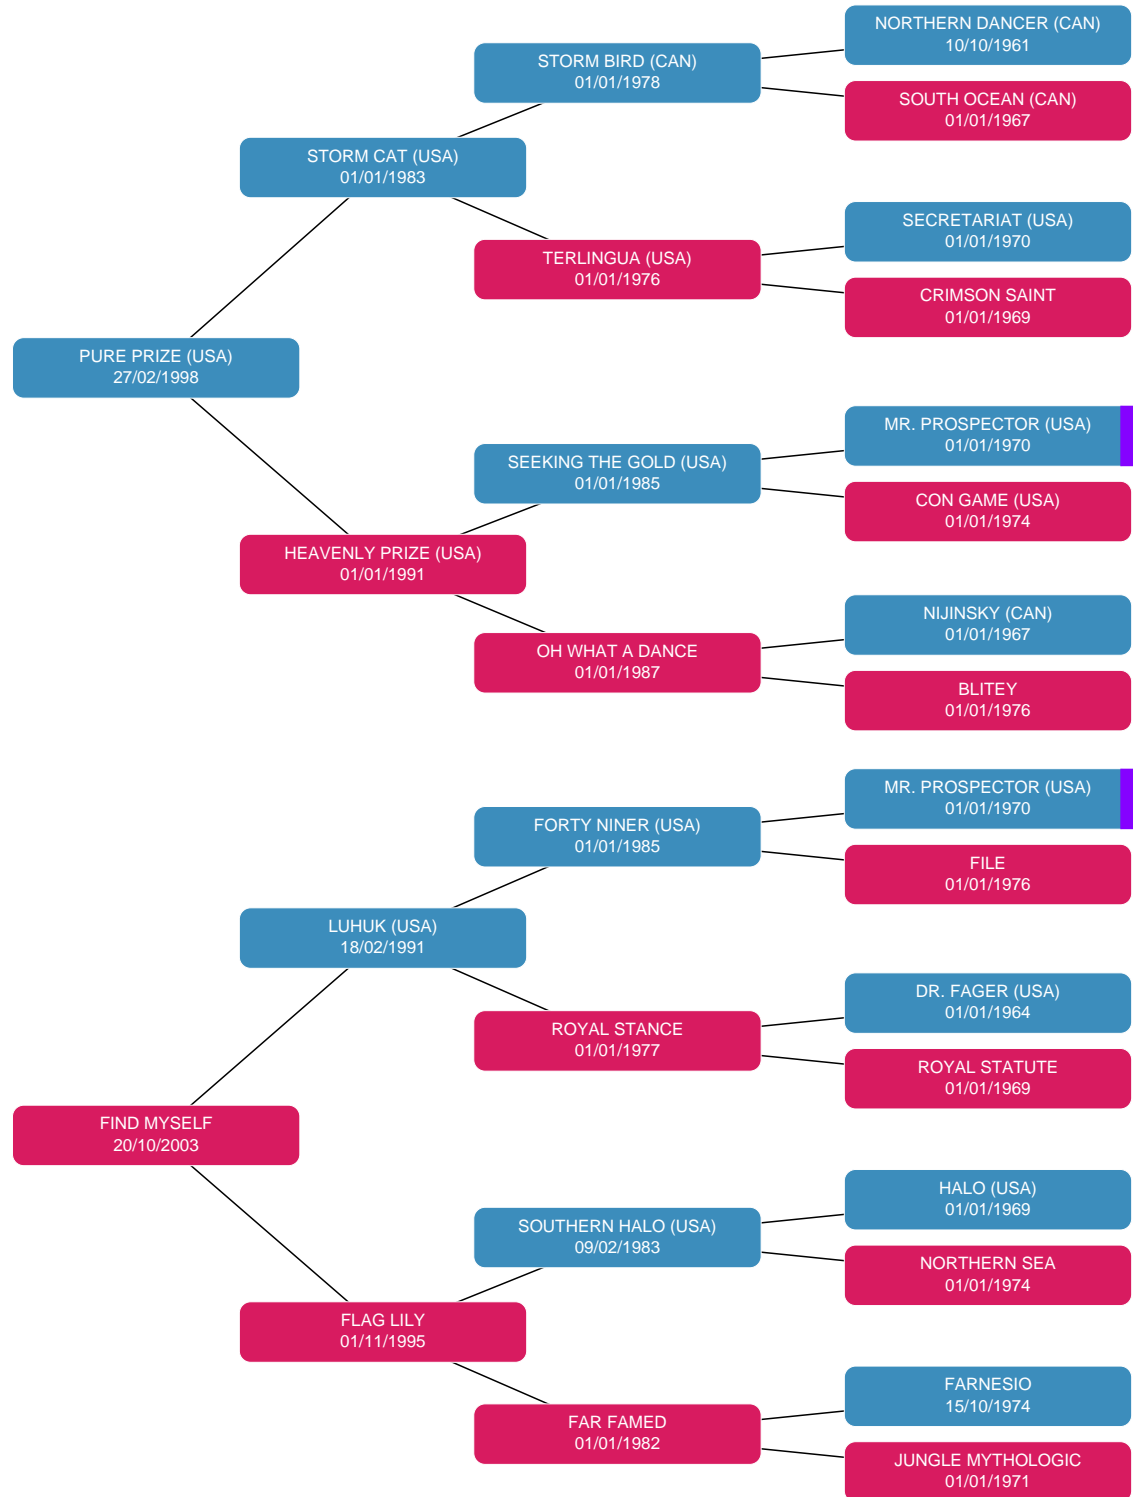 NORTHERN DANCER (CAN)
10/10/1961
STORM BIRD (CAN)
01/01/1978
SOUTH OCEAN (CAN)
01/01/1967
STORM CAT (USA)
01/01/1983
SECRETARIAT (USA)
01/01/1970
TERLINGUA (USA)
01/01/1976
CRIMSON SAINT
01/01/1969
PURE PRIZE (USA)
27/02/1998
MR. PROSPECTOR (USA)
01/01/1970
SEEKING THE GOLD (USA)
01/01/1985
CON GAME (USA)
01/01/1974
HEAVENLY PRIZE (USA)
01/01/1991
NIJINSKY (CAN)
01/01/1967
OH WHAT A DANCE
01/01/1987
BLITEY
01/01/1976
MR. PROSPECTOR (USA)
01/01/1970
FORTY NINER (USA)
01/01/1985
FILE
01/01/1976
LUHUK (USA)
18/02/1991
DR. FAGER (USA)
01/01/1964
ROYAL STANCE
01/01/1977
ROYAL STATUTE
01/01/1969
FIND MYSELF
20/10/2003
HALO (USA)
01/01/1969
SOUTHERN HALO (USA)
09/02/1983
NORTHERN SEA
01/01/1974
FLAG LILY
01/11/1995
FARNESIO
15/10/1974
FAR FAMED
01/01/1982
JUNGLE MYTHOLOGIC
01/01/1971